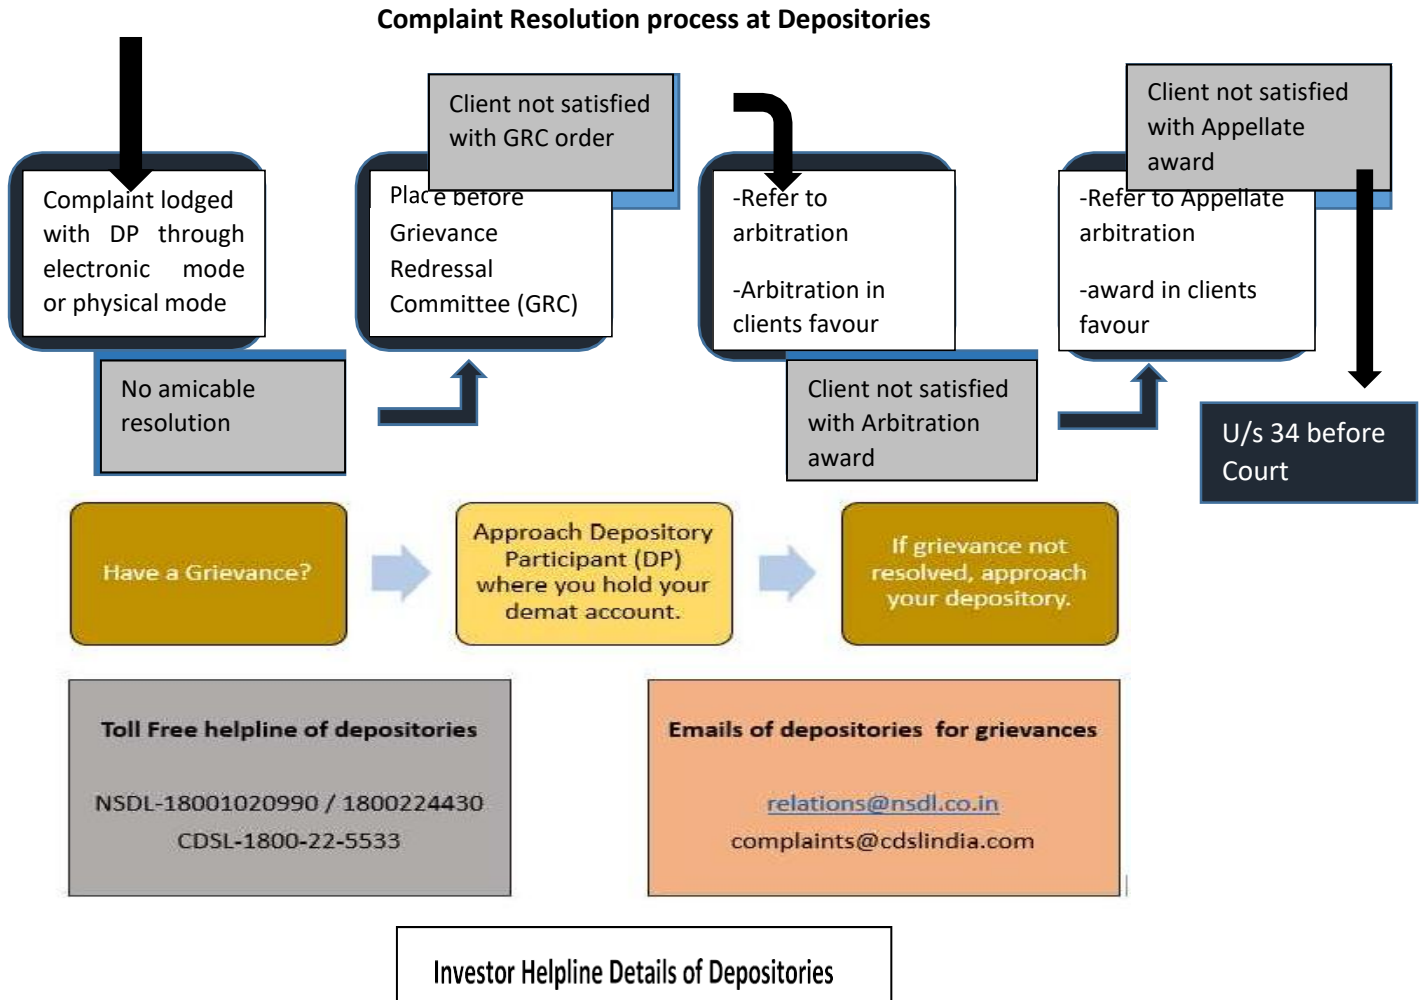 Complaint Resolution process at Depositories
Complaint lodged
with DP through
electronic mode
or physical mode
No amicable
resolution
Place before
Grievance
Redressal
Committee (GRC)
Client not satisfied
with GRC order
-Refer to
arbitration
-Arbitration in
clients favour
Client not satisfied
with Arbitration
award
-Refer to Appellate
arbitration
-award in clients
favour
Client not satisfied
with Appellate
award
U/s 34 before
Court
Have a Grievance?
Approach Depository
Participant (DP)
where you hold your
demat account.
If grievance not
resolved, approach
your depository.
Toll Free helpline of depositories
NSDL-18001020990 / 1800224430
CDSL-1800-22-5533
Emails of depositories for grievances
relations@nsdl.co.in
complaints@cdslindia.com
Investor Helpline Details of Depositories